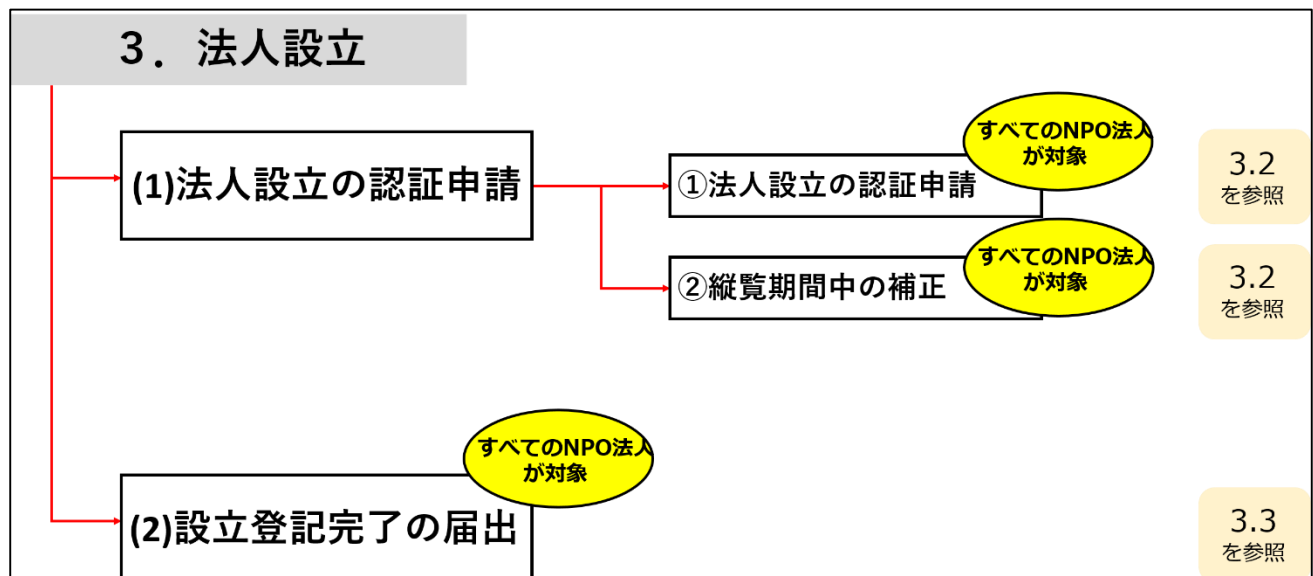 3．法人設立
すべてのNPO法人
が対象
(1)法人設立の認証申請
①法人設立の認証申請
3.2
を参照
すべてのNPO法人
が対象
②縦覧期間中の補正
3.2
を参照
すべてのNPO法人
が対象
(2)設立登記完了の届出
3.3
を参照